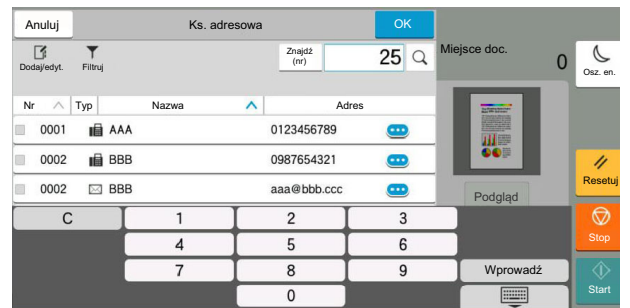 Anuluj Ks. adresowa OK
Dodaj/edyt. Filtruj Znajdź (nr) 25
Miejsce doc. 0
Osz. en.
Nr Typ Nazwa Adres
0001 AAA 0123456789
0002 BBB 0987654321
0002 BBB aaa@bbb.ccc
Resetuj
Podgląd
C 1 2 3
Stop
4 5 6
7 8 9 Wprowadź
Start
0